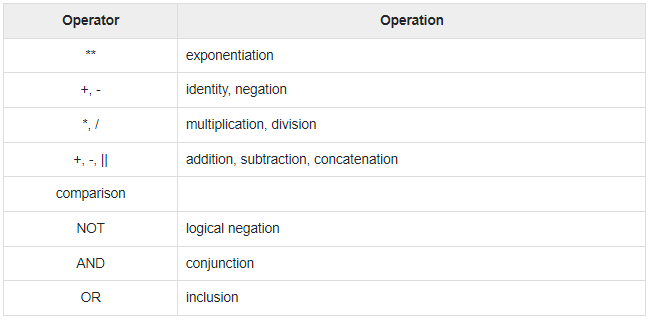 Operator Operation
** exponentiation
+, - identity, negation
*, / multiplication, division
+, -, || addition, subtraction, concatenation
comparison
NOT logical negation
AND conjunction
OR inclusion